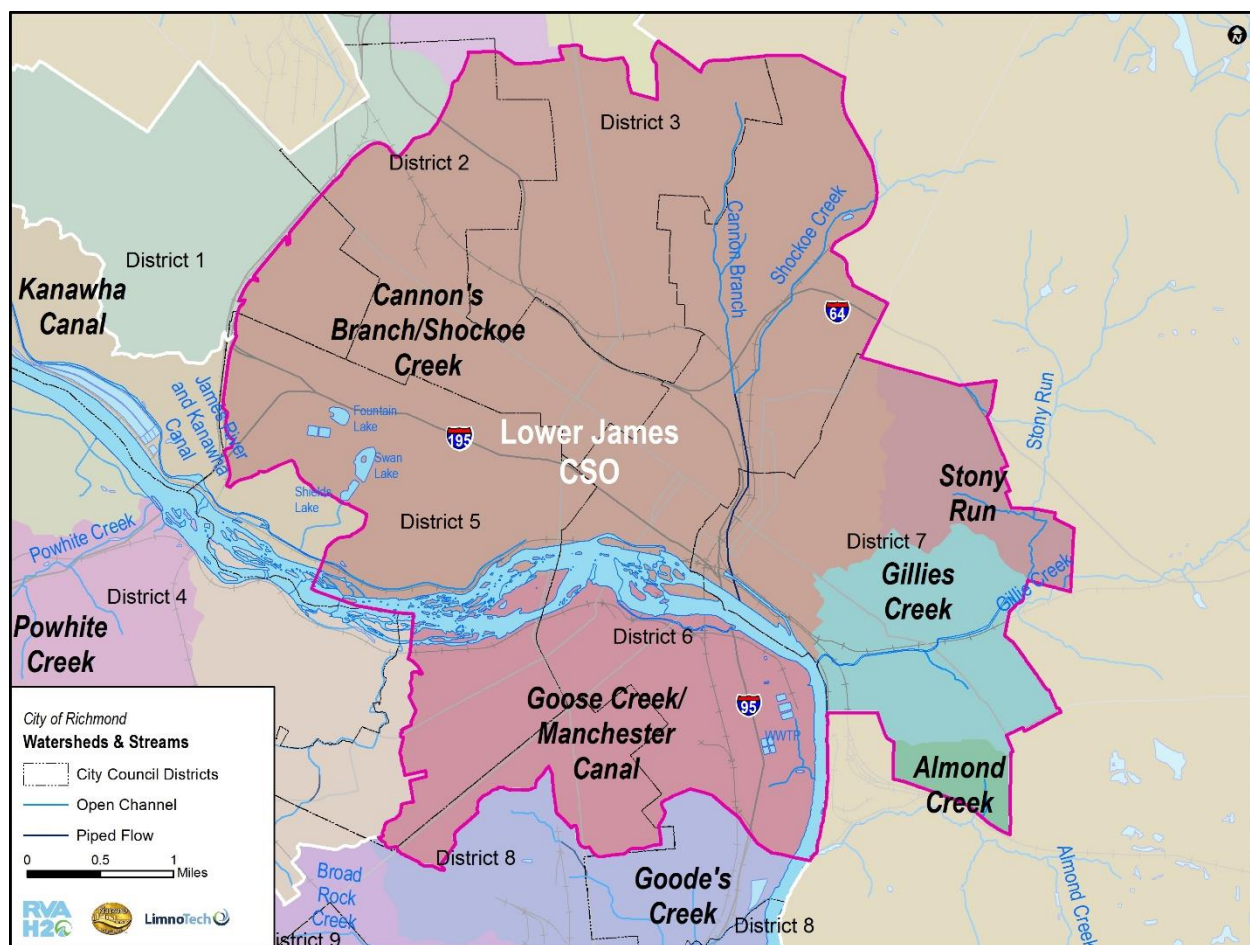 N
District 3
District 2
District 1
Kanawha
Canal
Cannon's
Branch/Shockoe
Creek
Cannon Branch
Shockoe Creek
64
James River
and Kanawha
Canal
Fountain
Lake
195
Lower James
CSO
Swan
Lake
Shields
Lake
Stony Run
Stony
Run
District 5
District 7
Gillies
Creek
Gillie Creek
Powhite Creek
District 4
Powhite
Creek
District 6
Goose Creek/
Manchester
Canal
95
WWTP
Almond
Creek
Almond Creek
District 8
Goode's
Creek
District 8
Broad
Rock
Creek
District 9
City of Richmond
Watersheds & Streams
City Council Districts
Open Channel
Piped Flow
0 0.5 1
Miles
RVA
H2O
LimnoTech